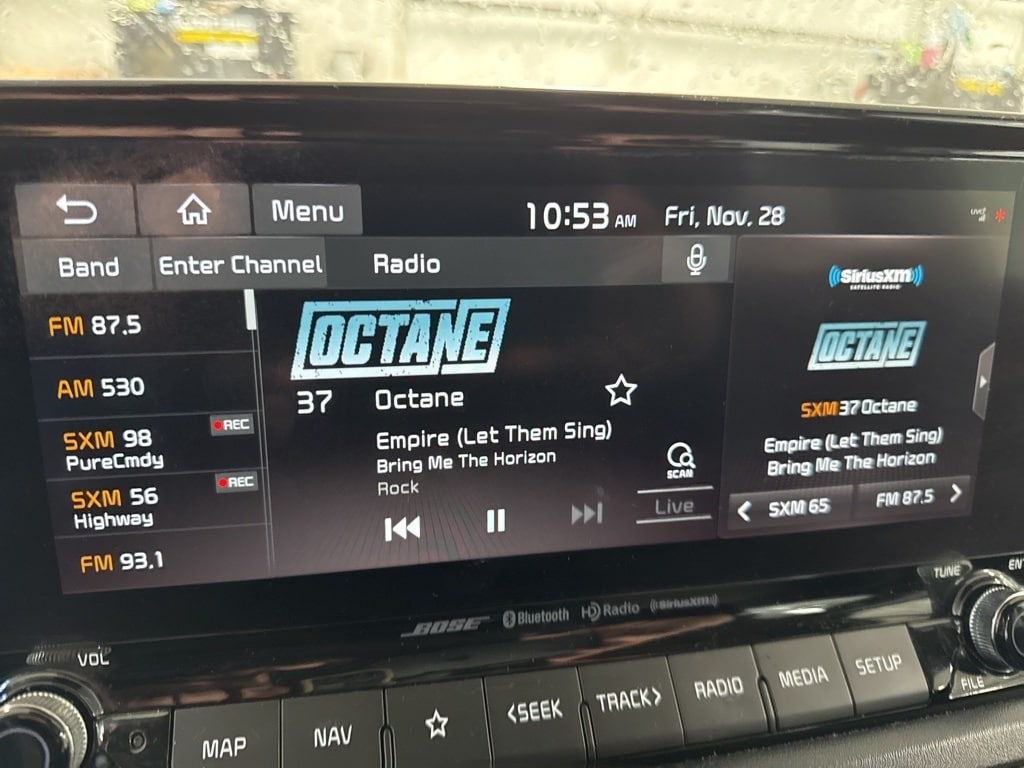 Menu
10:53 AM
Fri, Nov. 28
Band
Enter Channel
Radio
FM 87.5
AM 530
SXM 98
REC
PureCmdy
SXM 56
REC
Highway
FM 93.1
OCTANE
37
Octane
Empire (Let Them Sing)
Bring Me The Horizon
Rock
SCAN
Live
SiriusXM
SATELLITE RADIO
OCTANE
SXM 37 Octane
Empire (Let Them Sing)
Bring Me The Horizon
SXM 65
FM 87.5
BOSE
Bluetooth
HD Radio
SiriusXM
VOL
MAP
NAV
<SEEK
TRACK>
RADIO
MEDIA
SETUP
TUNE
FILE